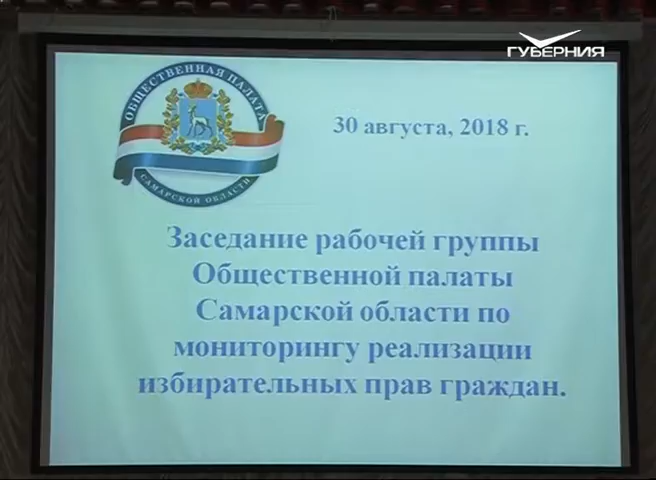 ГУБЕРНИЯ
ОБЩЕСТВЕННАЯ ПАЛАТА
САМАРСКОЙ ОБЛАСТИ
30 августа, 2018 г.
Заседание рабочей группы
Общественной палаты
Самарской области по
мониторингу реализации
избирательных прав граждан.